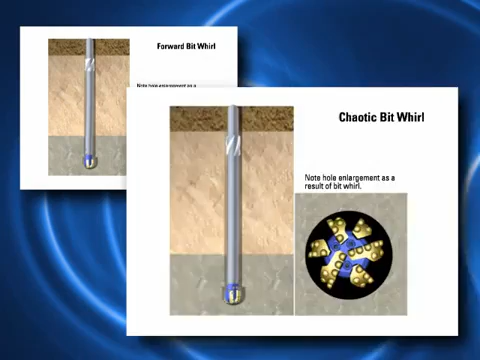 Forward Bit Whirl
Note hole enlargement as a
Chaotic Bit Whirl
Note hole enlargement as a
result of bit whirl.